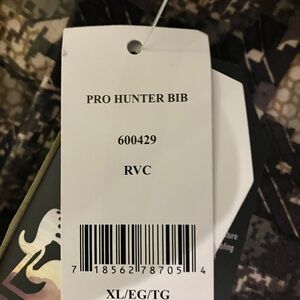 PRO HUNTER BIB
600429
RVC
7 18562 78705 4
XL/EG/TG